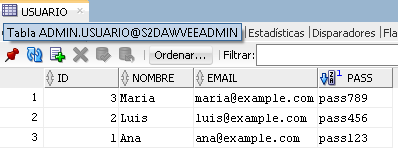 USUARIO
Tabla ADMIN.USUARIO@S2DAWVEEADMIN
Estadísticas Disparadores Fla
Ordenar... Filtrar:
ID NOMBRE EMAIL PASS
1 3 Maria maria@example.com pass789
2 2 Luis luis@example.com pass456
3 1 Ana ana@example.com pass123